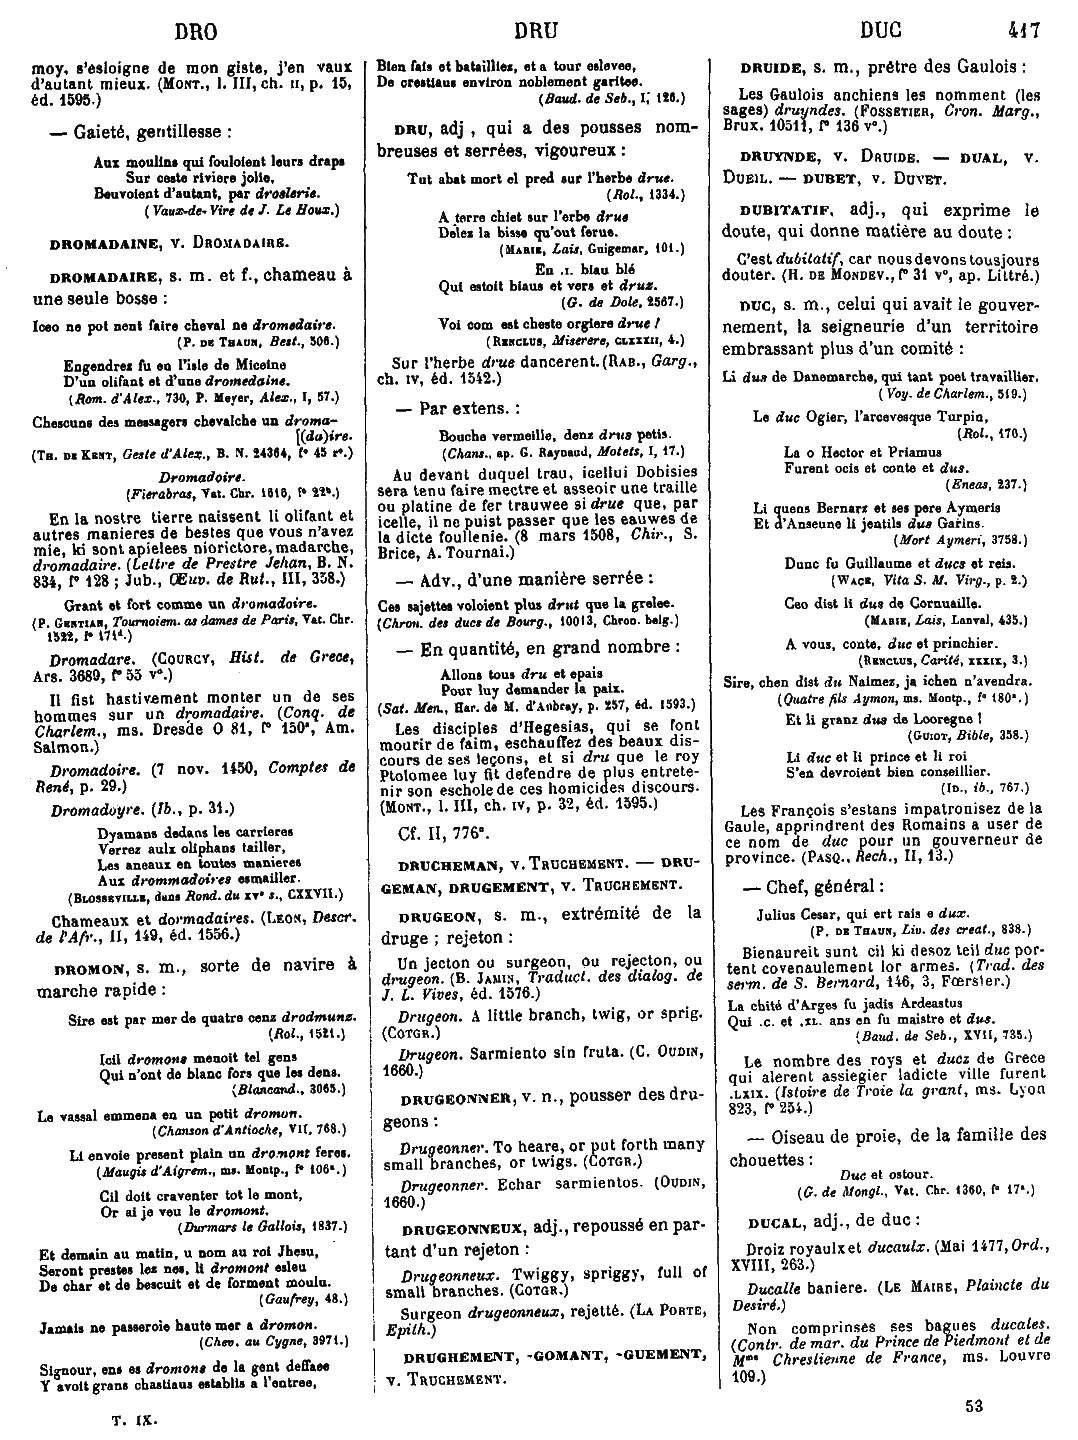 DRO
DRU
DUC
417
moy, s'esloigne de mon giste, j'en vaux
d'autant mieux. (MONT., l. III, ch. II, p. 15,
éd. 1595.)
— Gaieté, gentillesse :
Aux moulins qui fouloient leurs draps
Sur ceste riviere jolie,
Beuvoient d'autant, par droslerie.
(Vaux-de-Vire de J. Le Houx.)
DROMADAINE, v. DROMADAIRE.
DROMADAIRE, s. m. et f., chameau à
une seule bosse :
Iceo ne pot nent faire cheval ne dromedaire.
(P. DE THAUN, Best., 506.)
Engendres fu en l'isle de Miceine
D'un olifant et d'une dromedaine.
(Rom. d'Alex., 730, P. Meyer, Alex., I, 57.)
Chescuns des messagers chevalche un droma-
[(da)ire.
(TH. DE KENT, Geste d'Alex., B. N. 24364, f° 45 r°.)
Dromadoire.
(Fierabras, Vat. Chr. 1616, f° 22ᵇ.)
En la nostre tierre naissent li olifant et
autres manieres de bestes que vous n'avez
mie, ki sont apielees niorictore, madarche,
dromadaire. (Lettre de Prestre Jehan, B. N.
834, f° 128 ; Jub., Œuv. de Rut., III, 358.)
Grant et fort comme un dromadoire.
(P. GENTIAN, Tournoiem. as dames de Paris, Vat. Chr.
1522, f° 171ᵈ.)
Dromadare. (COURCY, Hist. de Grece,
Ars. 3689, f° 55 v°.)
Il fist hastivement monter un de ses
hommes sur un dromadaire. (Conq. de
Charlem., ms. Dresde O 81, f° 150ᵃ, Am.
Salmon.)
Dromadoire. (7 nov. 1450, Comptes de
René, p. 29.)
Dromadoyre. (Ib., p. 31.)
Dyamans dedans les carrieres
Verrez aulx oliphans tailler,
Les aneaux en toutes manieres
Aux drommadoires esmailler.
(BLOSSEVILLE, dans Rond. du XVᵉ s., CXXVII.)
Chameaux et dormadaires. (LEON, Descr.
de l'Afr., II, 149, éd. 1556.)
DROMON, s. m., sorte de navire à
marche rapide :
Sire est par mer de quatre cenz drodmunz.
(Rol., 1521.)
Icil dromons menoit tel gens
Qui n'ont de blanc fors que les dens.
(Blancand., 3065.)
Le vassal emmena en un petit dromon.
(Chanson d'Antioche, VII, 768.)
Li envoie present plain un dromont feres.
(Maugis d'Aigrem., ms. Montp., f° 106ᵃ.)
Cil doit craventer tot le mont,
Or ai je veu le dromont.
(Durmars le Gallois, 1837.)
Et demain au matin, u nom au roi Jhesu,
Seront prestes lez nes, li dromont esleu
De char et de bescuit et de forment moulu.
(Gaufrey, 48.)
Jamais ne passeroie haute mer a dromon.
(Chev. au Cygne, 3971.)
Signour, ens es dromons de la gent deffaee
Y avoit grans chastiaus establis a l'entree,
T. IX.
Bien fais et batailliez, et a tour eslevee,
De crestiaus environ noblement garitee.
(Baud. de Seb., I, 126.)
DRU, adj , qui a des pousses nom-
breuses et serrées, vigoureux :
Tut abat mort el pred sur l'herbe drue.
(Rol., 1334.)
A terre chiet sur l'erbe drue
Delez la bisse qu'out ferue.
(MARIE, Lais, Guigemar, 101.)
En .I. blau blé
Qui estoit biaus et vers et druz.
(G. de Dole, 2567.)
Voi com est cheste orgiere drue !
(RENCLUS, Miserere, CLXXXII, 4.)
Sur l'herbe drue dancerent. (RAB., Garg.,
ch. IV, éd. 1542.)
— Par extens. :
Bouche vermeille, denz drus petis.
(Chans., ap. G. Raynaud, Motets, I, 17.)
Au devant duquel trau, icellui Dobisies
sera tenu faire mectre et asseoir une traille
ou platine de fer trauwee si drue que, par
icelle, il ne puist passer que les eauwes de
la dicte foullenie. (8 mars 1508, Chir., S.
Brice, A. Tournai.)
— Adv., d'une manière serrée :
Ces sajettes voloient plus drut que la greslee.
(Chron. des ducs de Bourg., 10013, Chron. belg.)
— En quantité, en grand nombre :
Allons tous dru et epais
Pour luy demander la paix.
(Sat. Men., Har. de M. d'Aubray, p. 257, éd. 1593.)
Les disciples d'Hegesias, qui se font
mourir de faim, eschauffez des beaux dis-
cours de ses leçons, et si dru que le roy
Ptolomee luy fit defendre de plus entrete-
nir son eschole de ces homicides discours.
(MONT., l. III, ch. IV, p. 32, éd. 1595.)
Cf. II, 776ᵃ.
DRUCHEMAN, v. TRUCHEMENT. — DRU-
GEMAN, DRUGEMENT, v. TRUCHEMENT.
DRUGEON, s. m., extrémité de la
druge ; rejeton :
Un jecton ou surgeon, ou rejecton, ou
drugeon. (B. JAMIN, Traduct. des dialog. de
J. L. Vives, éd. 1576.)
Drugeon. A little branch, twig, or sprig.
(COTGR.)
Drugeon. Sarmiento sin fruta. (C. OUDIN,
1660.)
DRUGEONNER, v. n., pousser des dru-
geons :
Drugeonner. To heare, or put forth many
small branches, or twigs. (COTGR.)
Drugeonner. Echar sarmientos. (OUDIN,
1660.)
DRUGEONNEUX, adj., repoussé en par-
tant d'un rejeton :
Drugeonneux. Twiggy, spriggy, full of
small branches. (COTGR.)
Surgeon drugeonneux, rejetté. (LA PORTE,
Epith.)
DRUGHEMENT, -GOMANT, -GUEMENT,
v. TRUCHEMENT.
DRUIDE, s. m., prêtre des Gaulois :
Les Gaulois anchiens les nomment (les
sages) druyndes. (FOSSETIER, Cron. Marg.,
Brux. 10511, f° 136 v°.)
DRUYNDE, v. DRUIDE. — DUAL, v.
DUEIL. — DUBET, v. DUVET.
DUBITATIF, adj., qui exprime le
doute, qui donne matière au doute :
C'est dubitatif, car nous devons tousjours
douter. (H. DE MONDEV., f° 31 v°, ap. Littré.)
DUC, s. m., celui qui avait le gouver-
nement, la seigneurie d'un territoire
embrassant plus d'un comité :
Li dus de Danemarche, qui tant poet travaillier.
(Voy. de Charlem., 519.)
Le duc Ogier, l'arcevesque Turpin,
(Rol., 170.)
La o Hector et Priamus
Furent ocis et conte et dus.
(Eneas, 237.)
Li quens Bernarz et ses pere Aymeris
Et d'Anseune li jentils dus Garins.
(Mort Aymeri, 3758.)
Dunc fu Guillaume et ducs et reis.
(WACE, Vita S. M. Virg., p. 2.)
Ceo dist li dus de Cornuaille.
(MARIE, Lais, Lanval, 435.)
A vous, conte, duc et princhier.
(RENCLUS, Carité, XXXIX, 3.)
Sire, chen dist du Naimez, ja ichen n'avendra.
(Quatre fils Aymon, ms. Montp., f° 180ᵃ.)
Et li granz dus de Looregne !
(GUIOT, Bible, 358.)
Li duc et li prince et li roi
S'en devroient bien conseillier.
(ID., ib., 767.)
Les François s'estans impatronisez de la
Gaule, apprindrent des Romains a user de
ce nom de duc pour un gouverneur de
province. (PASQ., Rech., II, 13.)
— Chef, général :
Julius Cesar, qui ert rais e dux.
(P. DE THAUN, Liv. des creat., 838.)
Bienaureit sunt cil ki desoz teil duc por-
tent covenaulement lor armes. (Trad. des
serm. de S. Bernard, 146, 3, Fœrster.)
La chité d'Arges fu jadis Ardeastus
Qui .C. et .XL. ans en fu maistre et dus.
(Baud. de Seb., XVII, 735.)
Le nombre des roys et ducz de Grece
qui alerent assiegier ladicte ville furent
.LXIX. (Istoire de Troie la grant, ms. Lyon
823, f° 254.)
— Oiseau de proie, de la famille des
chouettes :
Duc et ostour.
(G. de Mongl., Vat. Chr. 1360, f° 17ᵃ.)
DUCAL, adj., de duc :
Droiz royaulx et ducaulx. (Mai 1477, Ord.,
XVIII, 263.)
Ducalle baniere. (LE MAIRE, Plaincte du
Desiré.)
Non comprinses ses bagues ducales.
(Contr. de mar. du Prince de Piedmont et de
Mᵐᵉ Chrestienne de France, ms. Louvre
109.)
53